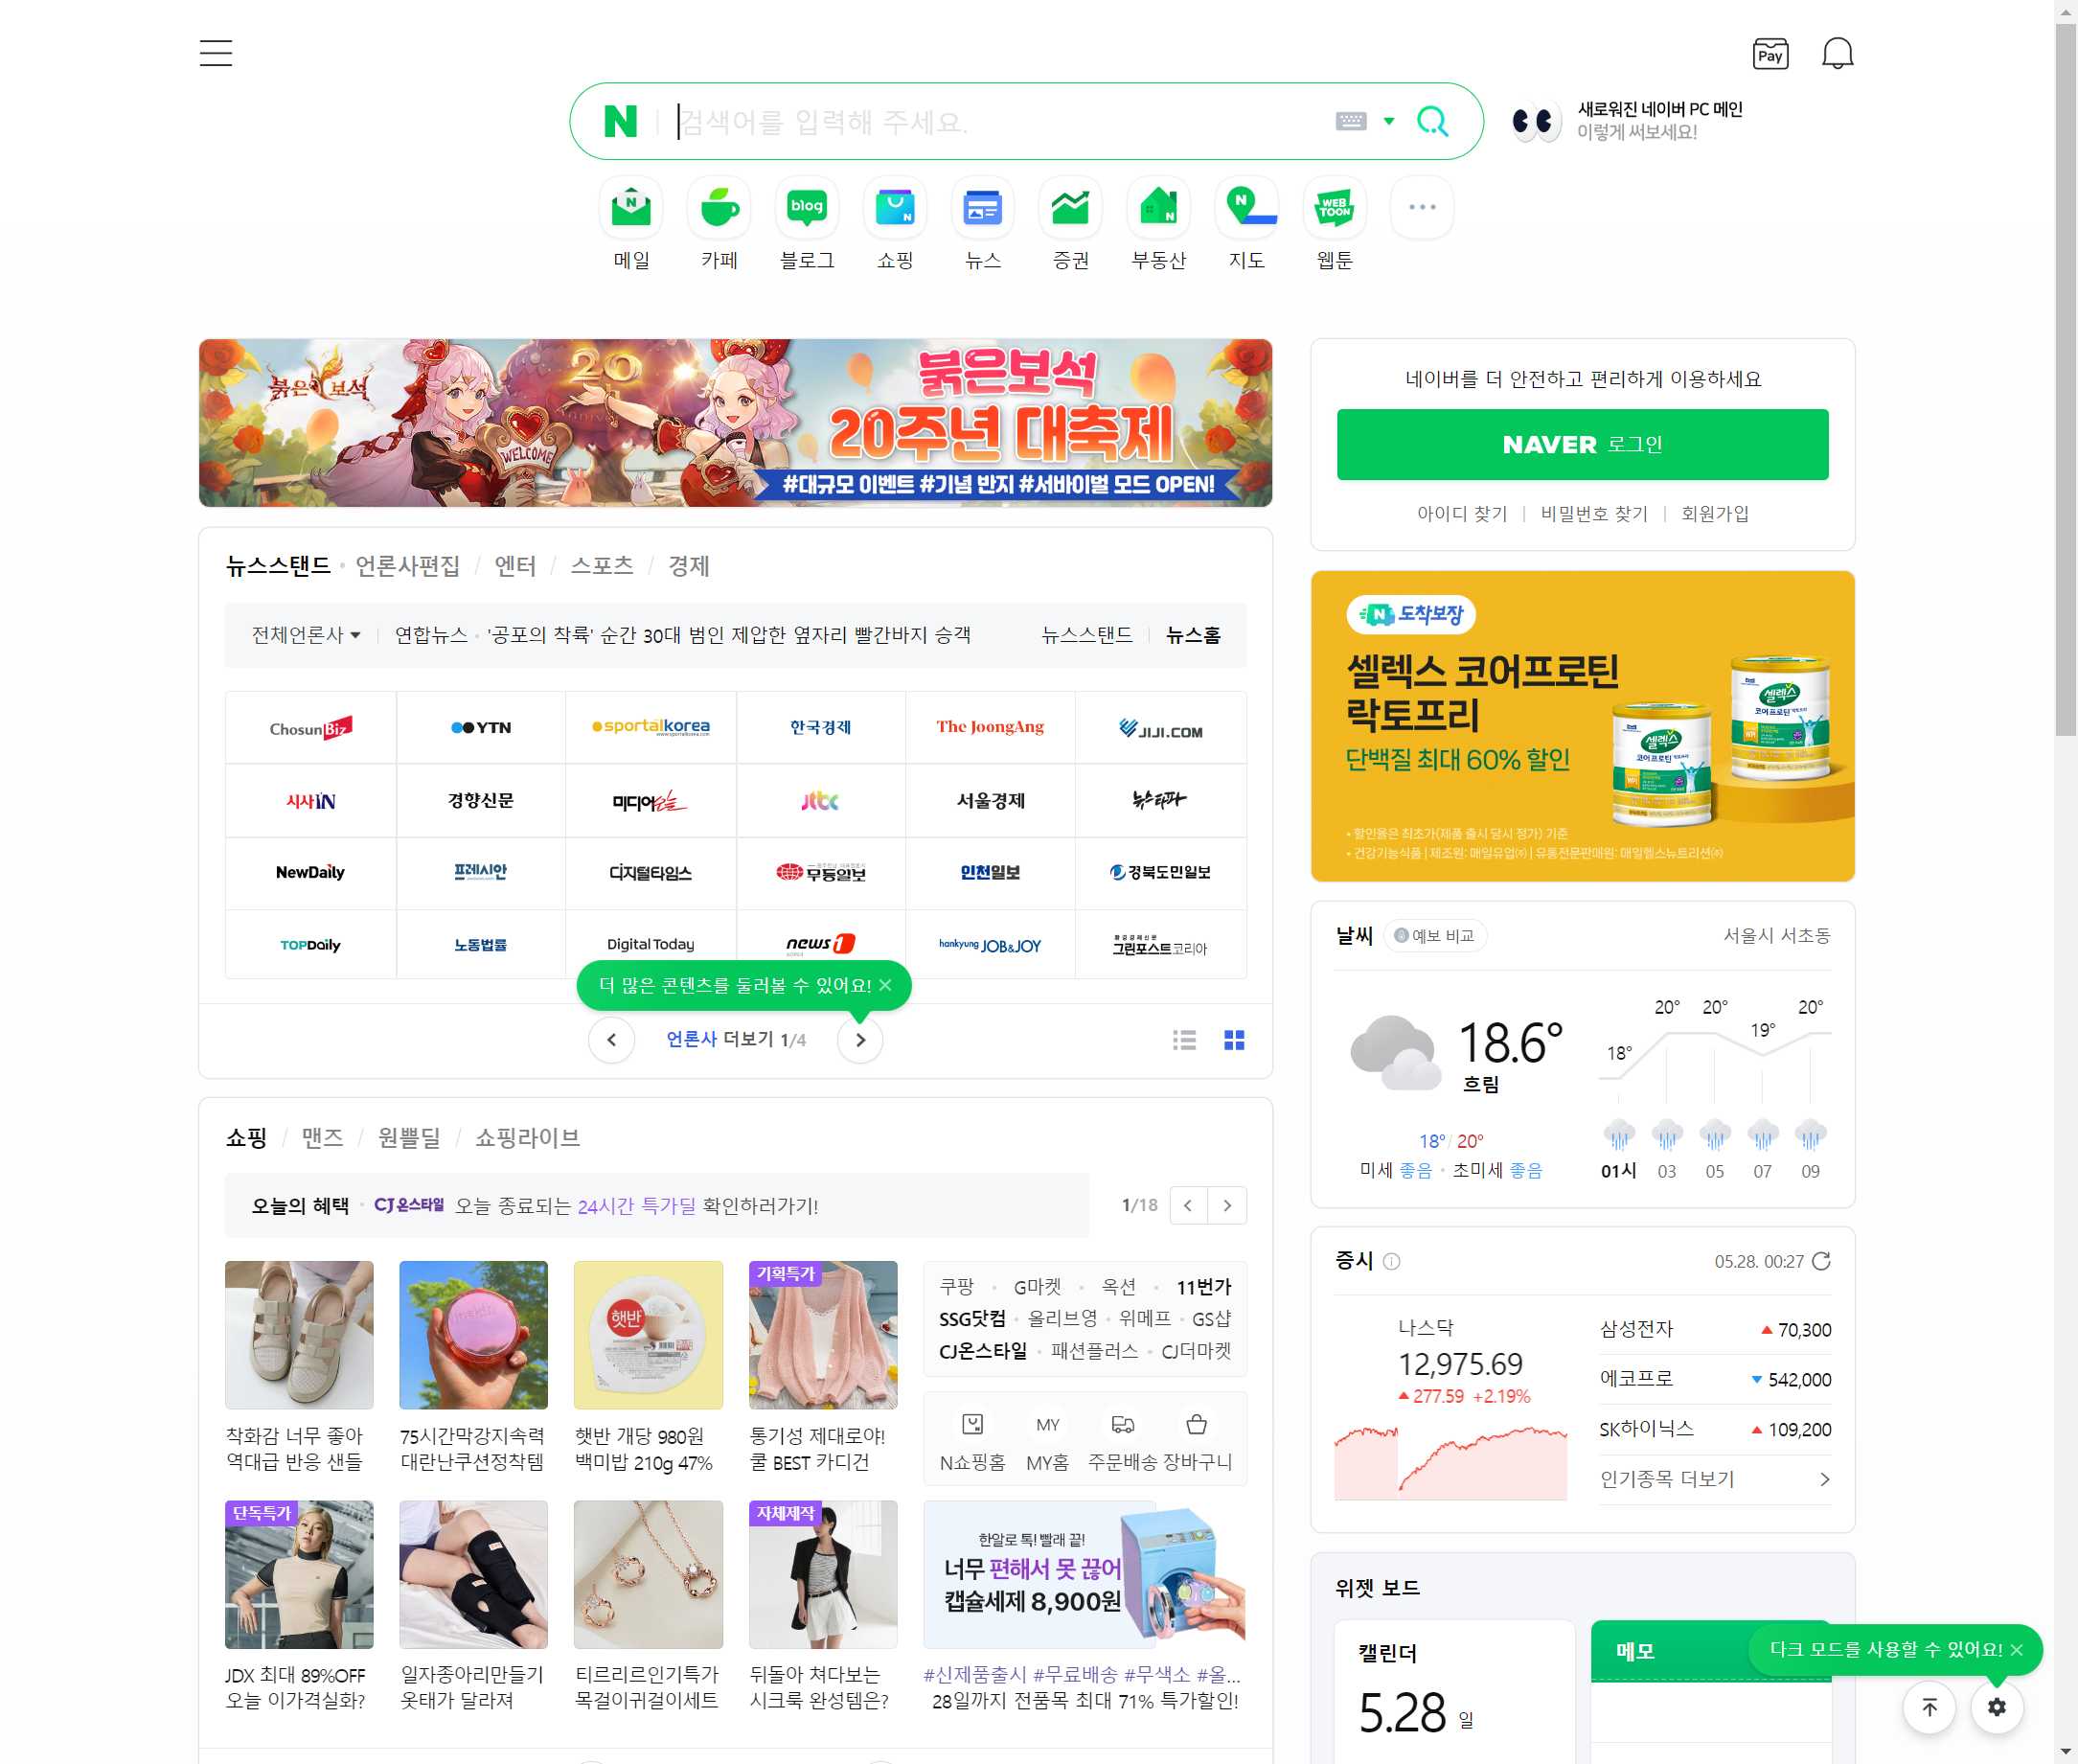 Pay
N
검색어를 입력해 주세요.
새로워진 네이버 PC 메인
이렇게 써보세요!
메일
카페
블로그
쇼핑
뉴스
증권
부동산
지도
웹툰
붉은보석
20
WELCOME
붉은보석
20주년 대축제
#대규모 이벤트 #기념 반지 #서바이벌 모드 OPEN!
네이버를 더 안전하고 편리하게 이용하세요
NAVER 로그인
아이디 찾기 | 비밀번호 찾기 | 회원가입
뉴스스탠드 · 언론사편집 / 엔터 / 스포츠 / 경제
전체언론사 | 연합뉴스 · '공포의 착륙' 순간 30대 범인 제압한 옆자리 빨간바지 승객
뉴스스탠드 | 뉴스홈
ChosunBiz
YTN
sportalkorea
한국경제
The JoongAng
JIJI.COM
시사IN
경향신문
미디어오늘
jtbc
서울경제
뉴스타파
NewDaily
프레시안
디지털타임스
무등일보
인천일보
경북도민일보
TOPDaily
노동법률
Digital Today
news1
hankyung JOB&JOY
그린포스트코리아
더 많은 콘텐츠를 둘러볼 수 있어요!
언론사 더보기 1/4
도착보장
셀렉스 코어프로틴
락토프리
단백질 최대 60% 할인
• 할인율은 최초가(제품 출시 당시 정가) 기준
• 건강기능식품 | 제조원: 매일유업㈜ | 유통전문판매원: 매일헬스뉴트리션㈜
날씨 예보 비교
서울시 서초동
18.6°
흐림
18°/ 20°
미세 좋음 · 초미세 좋음
18° 20° 20° 19° 20°
01시 03 05 07 09
증시
05.28. 00:27
나스닥
12,975.69
277.59 +2.19%
삼성전자 70,300
에코프로 542,000
SK하이닉스 109,200
인기종목 더보기
쇼핑 / 맨즈 / 원쁠딜 / 쇼핑라이브
오늘의 혜택 · CJ온스타일 오늘 종료되는 24시간 특가딜 확인하러가기!
1/18
착화감 너무 좋아
역대급 반응 샌들
75시간막강지속력
대란난쿠션정착템
햇반
햇반 개당 980원
백미밥 210g 47%
기획특가
통기성 제대로야!
쿨 BEST 카디건
쿠팡 · G마켓 · 옥션 · 11번가
SSG닷컴 · 올리브영 · 위메프 · GS샵
CJ온스타일 · 패션플러스 · CJ더마켓
MY
N쇼핑홈 MY홈 주문배송 장바구니
단독특가
JDX 최대 89%OFF
오늘 이가격실화?
일자종아리만들기
옷태가 달라져
티르리르인기특가
목걸이귀걸이세트
자체제작
뒤돌아 쳐다보는
시크룩 완성템은?
한알로 톡! 빨래 끝!
너무 편해서 못 끊어
캡슐세제 8,900원
#신제품출시 #무료배송 #무색소 #올...
28일까지 전품목 최대 71% 특가할인!
위젯 보드
캘린더
5.28 일
메모
다크 모드를 사용할 수 있어요!